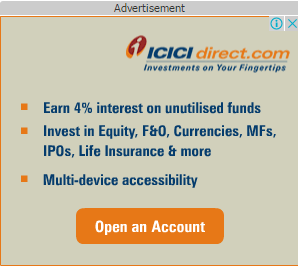 Advertisement
ICICI direct.com
Investments on Your Fingertips
Earn 4% interest on unutilised funds
Invest in Equity, F&O, Currencies, MFs,
IPOs, Life Insurance & more
Multi-device accessibility
Open an Account